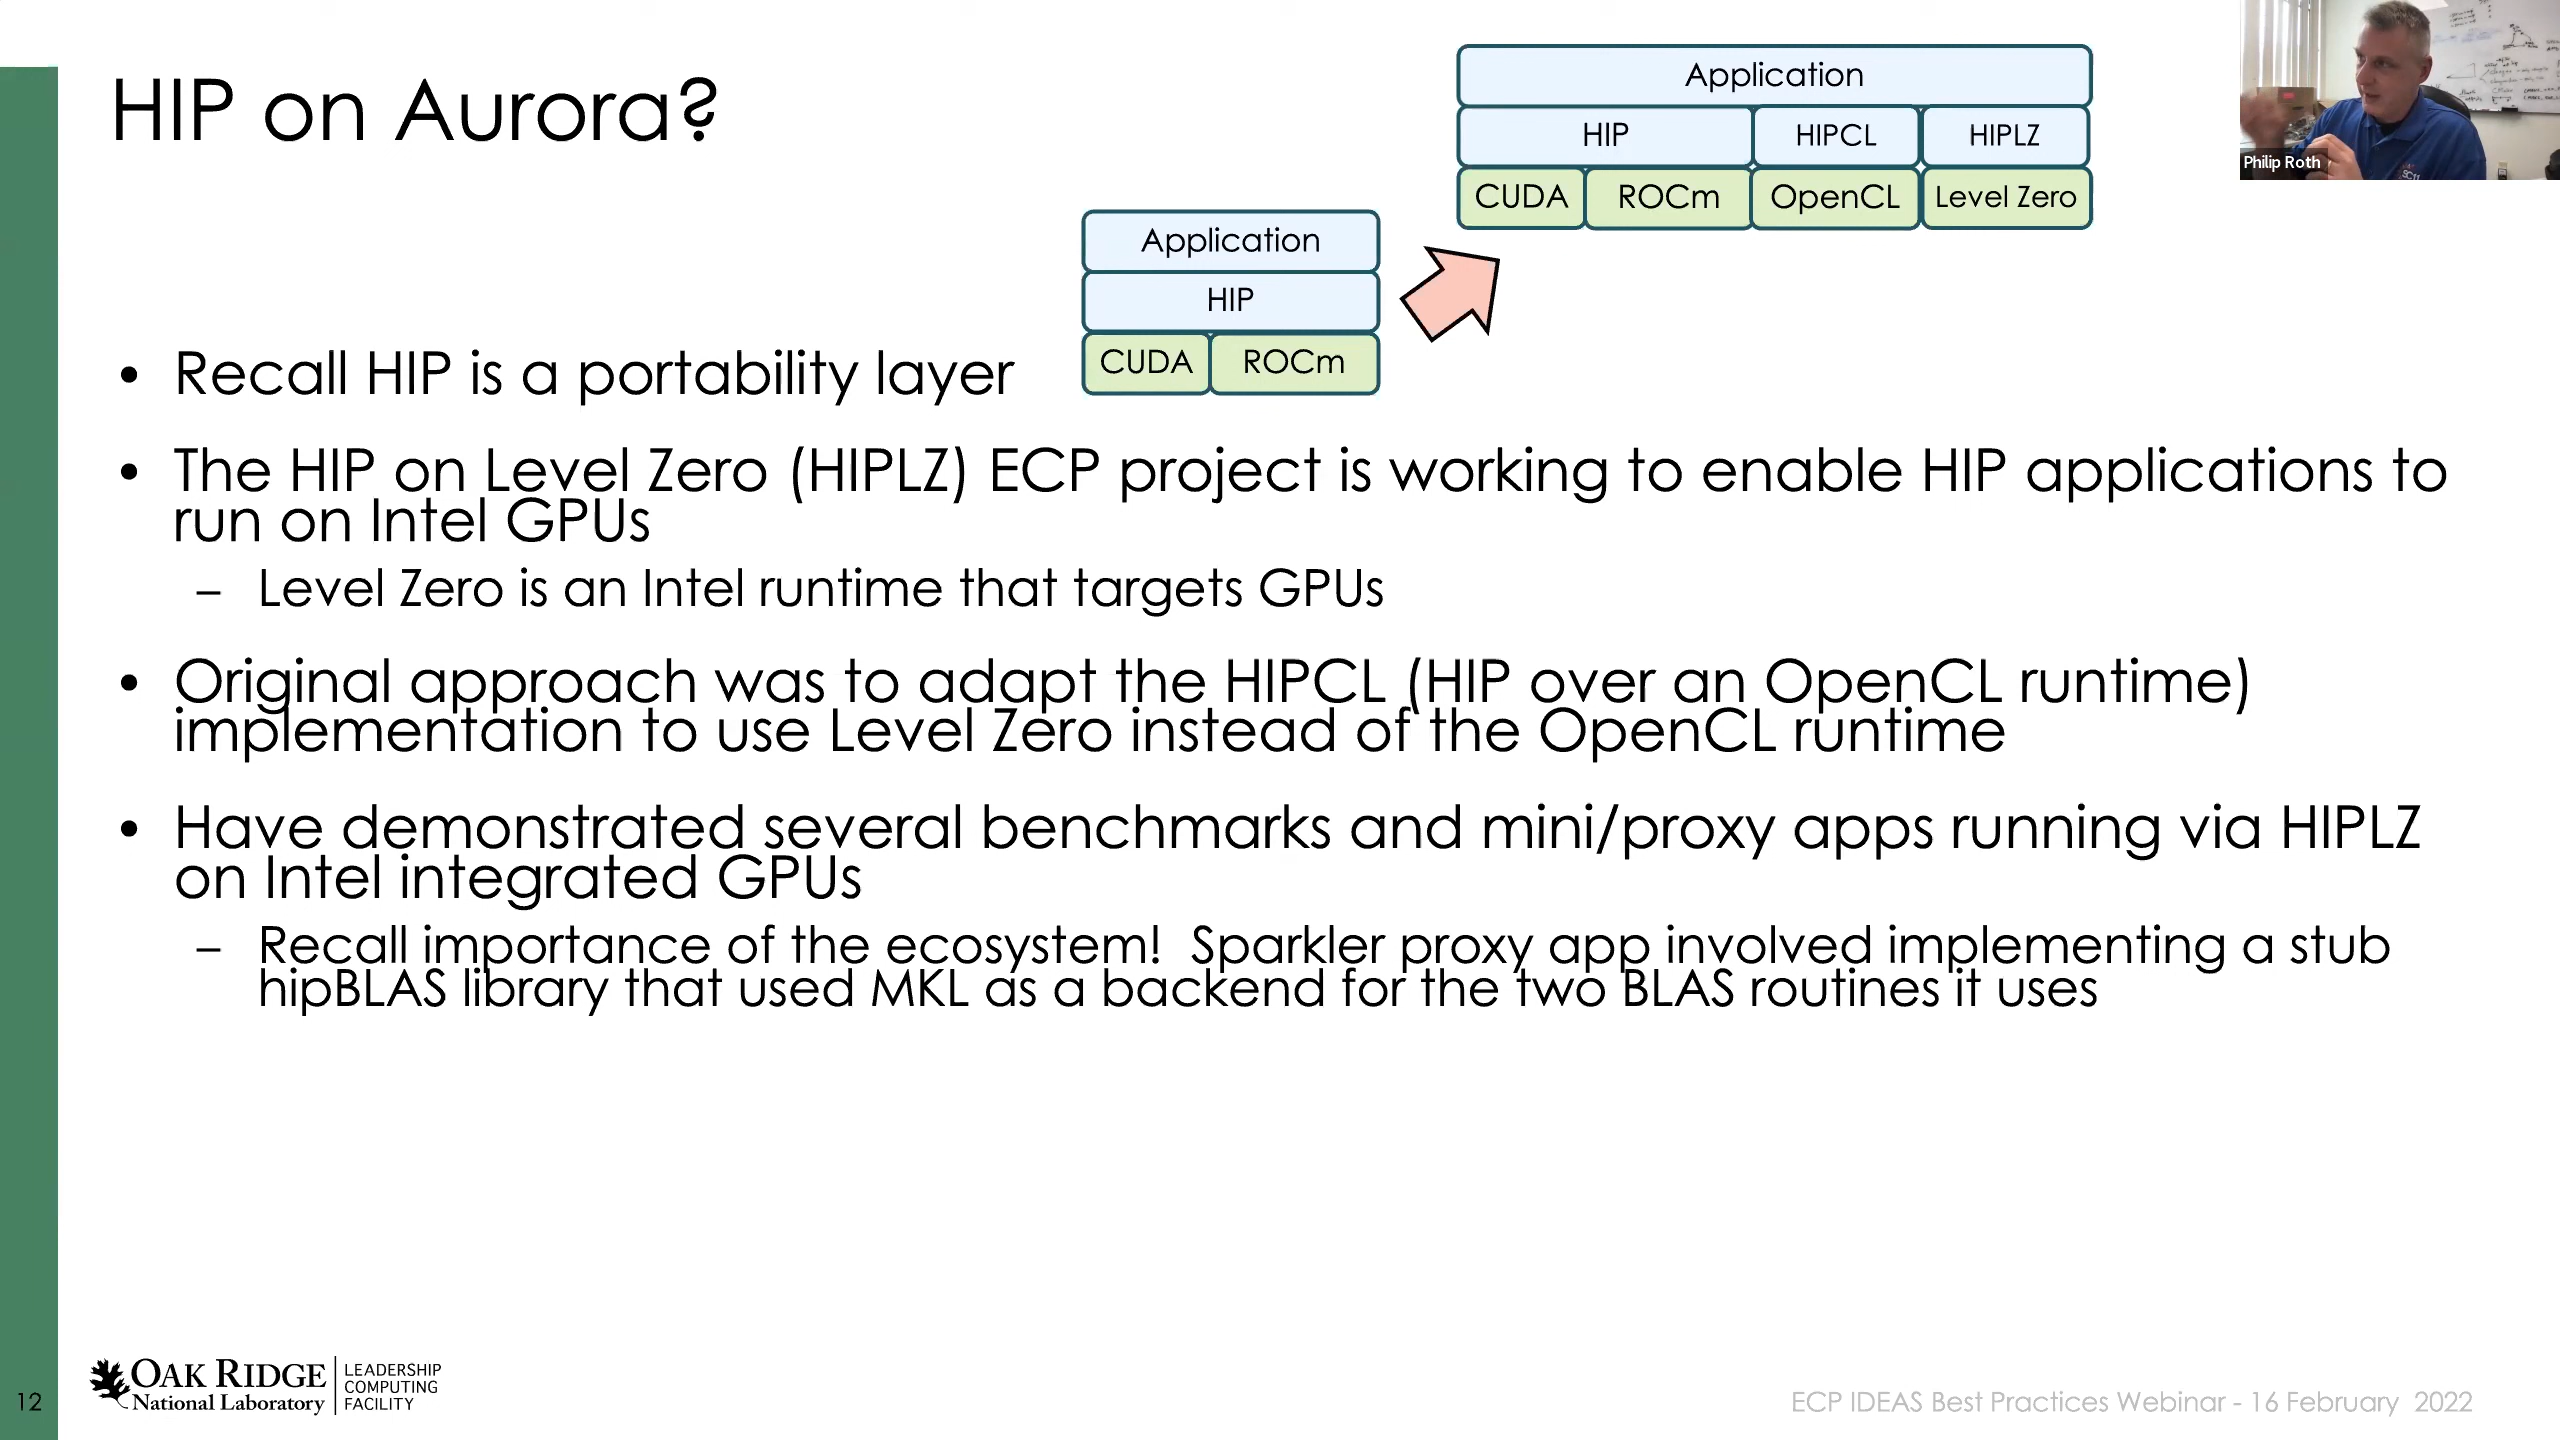 HIP on Aurora?
Application
HIP HIPCL HIPLZ
CUDA ROCm OpenCL Level Zero
Philip Roth
Application
HIP
CUDA ROCm
• Recall HIP is a portability layer
• The HIP on Level Zero (HIPLZ) ECP project is working to enable HIP applications to
run on Intel GPUs
– Level Zero is an Intel runtime that targets GPUs
• Original approach was to adapt the HIPCL (HIP over an OpenCL runtime)
implementation to use Level Zero instead of the OpenCL runtime
• Have demonstrated several benchmarks and mini/proxy apps running via HIPLZ
on Intel integrated GPUs
– Recall importance of the ecosystem! Sparkler proxy app involved implementing a stub
hipBLAS library that used MKL as a backend for the two BLAS routines it uses
12
OAK RIDGE
National Laboratory
LEADERSHIP
COMPUTING
FACILITY
ECP IDEAS Best Practices Webinar - 16 February 2022